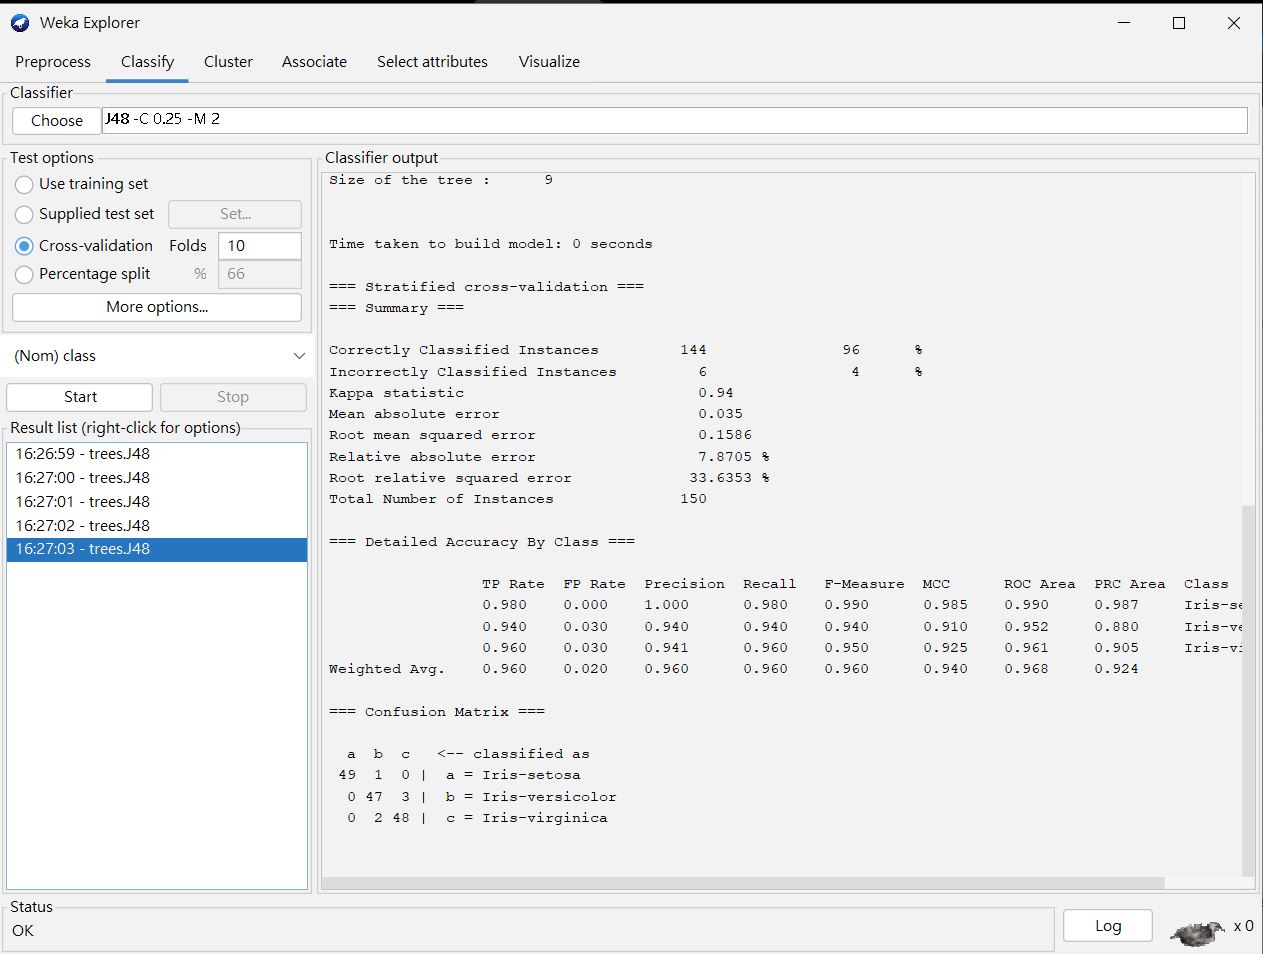 Weka Explorer
Preprocess Classify Cluster Associate Select attributes Visualize
Classifier
Choose J48 -C 0.25 -M 2
Test options
Use training set
Supplied test set Set...
Cross-validation Folds 10
Percentage split % 66
More options...
(Nom) class
Start Stop
Result list (right-click for options)
16:26:59 - trees.J48
16:27:00 - trees.J48
16:27:01 - trees.J48
16:27:02 - trees.J48
16:27:03 - trees.J48
Classifier output
Size of the tree : 9
Time taken to build model: 0 seconds
=== Stratified cross-validation ===
=== Summary ===
Correctly Classified Instances 144 96 %
Incorrectly Classified Instances 6 4 %
Kappa statistic 0.94
Mean absolute error 0.035
Root mean squared error 0.1586
Relative absolute error 7.8705 %
Root relative squared error 33.6353 %
Total Number of Instances 150
=== Detailed Accuracy By Class ===
TP Rate FP Rate Precision Recall F-Measure MCC ROC Area PRC Area Class
0.980 0.000 1.000 0.980 0.990 0.985 0.990 0.987 Iris-se
0.940 0.030 0.940 0.940 0.940 0.910 0.952 0.880 Iris-ve
0.960 0.030 0.941 0.960 0.950 0.925 0.961 0.905 Iris-vi
Weighted Avg. 0.960 0.020 0.960 0.960 0.960 0.940 0.968 0.924
=== Confusion Matrix ===
a b c <-- classified as
49 1 0 | a = Iris-setosa
0 47 3 | b = Iris-versicolor
0 2 48 | c = Iris-virginica
Status
OK
Log x 0